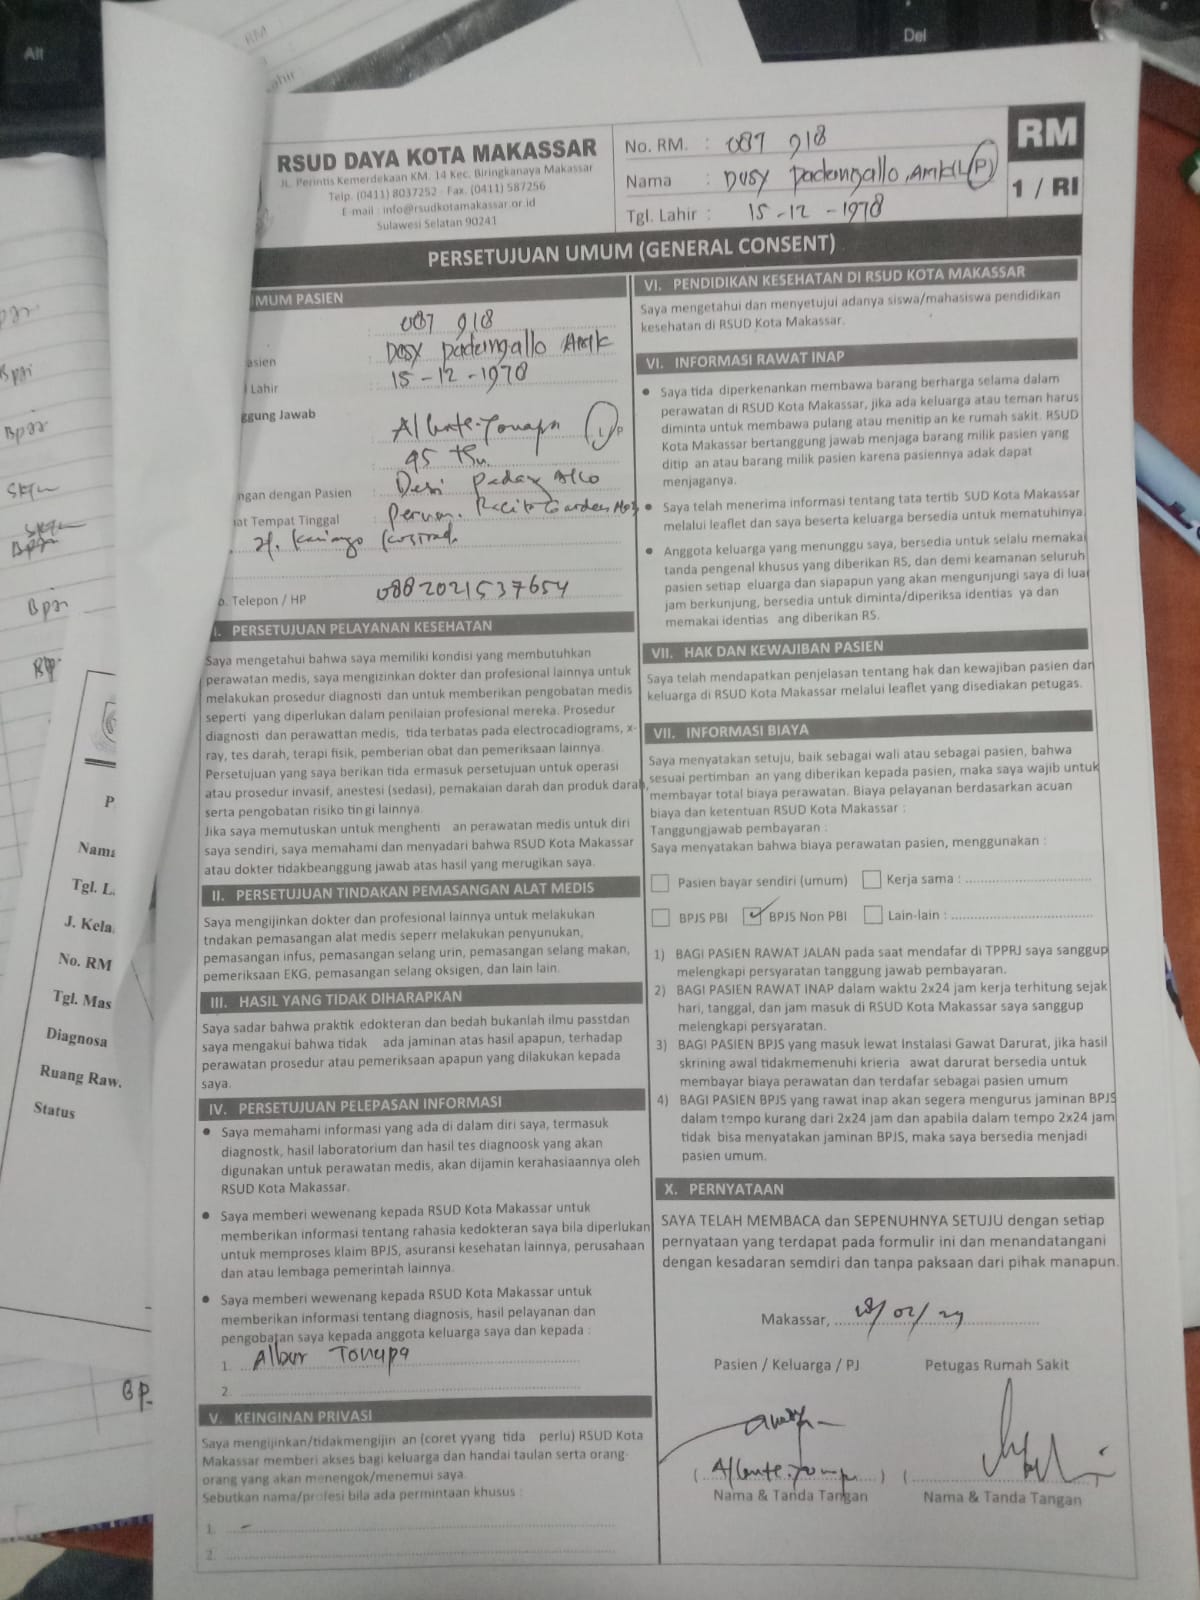 Alt
Del
RM
RSUD DAYA KOTA MAKASSAR
JL. Perintis Kemerdekaan KM. 14 Kec. Biringkanaya Makassar
Telp. (0411) 8037252 - Fax. (0411) 587256
E-mail : info@rsudkotamakassar.or.id
Sulawesi Selatan 90241
No. RM. : 087 918
Nama : Padangallo, Amk (L/P)
Tgl. Lahir : 15-12-1978
RM
1 / RI
PERSETUJUAN UMUM (GENERAL CONSENT)
MUM PASIEN
087 918
asien : Padangallo Amk
Lahir : 15-12-1978
ggung Jawab
: L P
: 45
ngan dengan Pasien :
at Tempat Tinggal : Perum.
o. Telepon / HP : 0882021537654
I. PERSETUJUAN PELAYANAN KESEHATAN
Saya mengetahui bahwa saya memiliki kondisi yang membutuhkan
perawatan medis, saya mengizinkan dokter dan profesional lainnya untuk
melakukan prosedur diagnosti dan untuk memberikan pengobatan medis
seperti yang diperlukan dalam penilaian profesional mereka. Prosedur
diagnosti dan perawattan medis, tida terbatas pada electrocadiograms, x-
ray, tes darah, terapi fisik, pemberian obat dan pemeriksaan lainnya.
Persetujuan yang saya berikan tida ermasuk persetujuan untuk operasi
atau prosedur invasif, anestesi (sedasi), pemakaian darah dan produk darah,
serta pengobatan risiko tingi lainnya.
Jika saya memutuskan untuk menghenti an perawatan medis untuk diri
saya sendiri, saya memahami dan menyadari bahwa RSUD Kota Makassar
atau dokter tidakbeanggung jawab atas hasil yang merugikan saya.
II. PERSETUJUAN TINDAKAN PEMASANGAN ALAT MEDIS
Saya mengijinkan dokter dan profesional lainnya untuk melakukan
tndakan pemasangan alat medis seperr melakukan penyunukan,
pemasangan infus, pemasangan selang urin, pemasangan selang makan,
pemeriksaan EKG, pemasangan selang oksigen, dan lain lain.
III. HASIL YANG TIDAK DIHARAPKAN
Saya sadar bahwa praktik edokteran dan bedah bukanlah ilmu passtdan
saya mengakui bahwa tidak ada jaminan atas hasil apapun, terhadap
perawatan prosedur atau pemeriksaan apapun yang dilakukan kepada
saya.
IV. PERSETUJUAN PELEPASAN INFORMASI
• Saya memahami informasi yang ada di dalam diri saya, termasuk
diagnostk, hasil laboratorium dan hasil tes diagnoosk yang akan
digunakan untuk perawatan medis, akan dijamin kerahasiaannya oleh
RSUD Kota Makassar.
• Saya memberi wewenang kepada RSUD Kota Makassar untuk
memberikan informasi tentang rahasia kedokteran saya bila diperlukan
untuk memproses klaim BPJS, asuransi kesehatan lainnya, perusahaan
dan atau lembaga pemerintah lainnya.
• Saya memberi wewenang kepada RSUD Kota Makassar untuk
memberikan informasi tentang diagnosis, hasil pelayanan dan
pengobatan saya kepada anggota keluarga saya dan kepada :
1. Albur Tonapa
2.
V. KEINGINAN PRIVASI
Saya mengijinkan/tidakmengijin an (coret yyang tida perlu) RSUD Kota
Makassar memberi akses bagi keluarga dan handai taulan serta orang-
orang yang akan menengok/menemui saya.
Sebutkan nama/profesi bila ada permintaan khusus :
1. -
2.
VI. PENDIDIKAN KESEHATAN DI RSUD KOTA MAKASSAR
Saya mengetahui dan menyetujui adanya siswa/mahasiswa pendidikan
kesehatan di RSUD Kota Makassar.
VI. INFORMASI RAWAT INAP
• Saya tida diperkenankan membawa barang berharga selama dalam
perawatan di RSUD Kota Makassar, jika ada keluarga atau teman harus
diminta untuk membawa pulang atau menitip an ke rumah sakit. RSUD
Kota Makassar bertanggung jawab menjaga barang milik pasien yang
ditip an atau barang milik pasien karena pasiennya adak dapat
menjaganya.
• Saya telah menerima informasi tentang tata tertib SUD Kota Makassar
melalui leaflet dan saya beserta keluarga bersedia untuk mematuhinya.
• Anggota keluarga yang menunggu saya, bersedia untuk selalu memakai
tanda pengenal khusus yang diberikan RS, dan demi keamanan seluruh
pasien setiap eluarga dan siapapun yang akan mengunjungi saya di luar
jam berkunjung, bersedia untuk diminta/diperiksa identias ya dan
memakai identias ang diberikan RS.
VII. HAK DAN KEWAJIBAN PASIEN
Saya telah mendapatkan penjelasan tentang hak dan kewajiban pasien dan
keluarga di RSUD Kota Makassar melalui leaflet yang disediakan petugas.
VII. INFORMASI BIAYA
Saya menyatakan setuju, baik sebagai wali atau sebagai pasien, bahwa
sesuai pertimban an yang diberikan kepada pasien, maka saya wajib untuk
membayar total biaya perawatan. Biaya pelayanan berdasarkan acuan
biaya dan ketentuan RSUD Kota Makassar :
Tanggungjawab pembayaran :
Saya menyatakan bahwa biaya perawatan pasien, menggunakan :
Pasien bayar sendiri (umum) Kerja sama :
BPJS PBI ✓ BPJS Non PBI Lain-lain :
1) BAGI PASIEN RAWAT JALAN pada saat mendafar di TPPRJ saya sanggup
melengkapi persyaratan tanggung jawab pembayaran.
2) BAGI PASIEN RAWAT INAP dalam waktu 2x24 jam kerja terhitung sejak
hari, tanggal, dan jam masuk di RSUD Kota Makassar saya sanggup
melengkapi persyaratan.
3) BAGI PASIEN BPJS yang masuk lewat Instalasi Gawat Darurat, jika hasil
skrining awal tidakmemenuhi krieria awat darurat bersedia untuk
membayar biaya perawatan dan terdafar sebagai pasien umum
4) BAGI PASIEN BPJS yang rawat inap akan segera mengurus jaminan BPJS
dalam tempo kurang dari 2x24 jam dan apabila dalam tempo 2x24 jam
tidak bisa menyatakan jaminan BPJS, maka saya bersedia menjadi
pasien umum.
X. PERNYATAAN
SAYA TELAH MEMBACA dan SEPENUHNYA SETUJU dengan setiap
pernyataan yang terdapat pada formulir ini dan menandatangani
dengan kesadaran semdiri dan tanpa paksaan dari pihak manapun.
Makassar,
Pasien / Keluarga / PJ Petugas Rumah Sakit
Nama & Tanda Tangan Nama & Tanda Tangan
P
Nama
Tgl. L.
J. Kela
No. RM
Tgl. Mas
Diagnosa
Ruang Raw.
Status